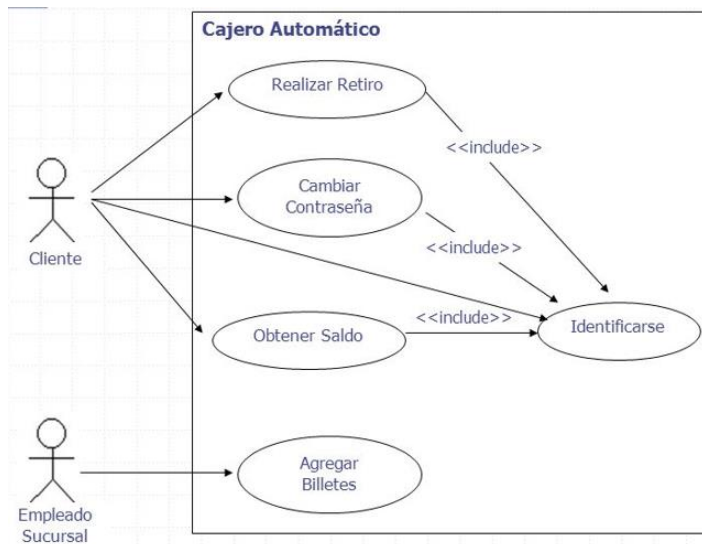 Cajero Automático
Realizar Retiro
<<include>>
Cambiar
Contraseña
<<include>>
Cliente
<<include>>
Obtener Saldo
Identificarse
Agregar
Billetes
Empleado
Sucursal